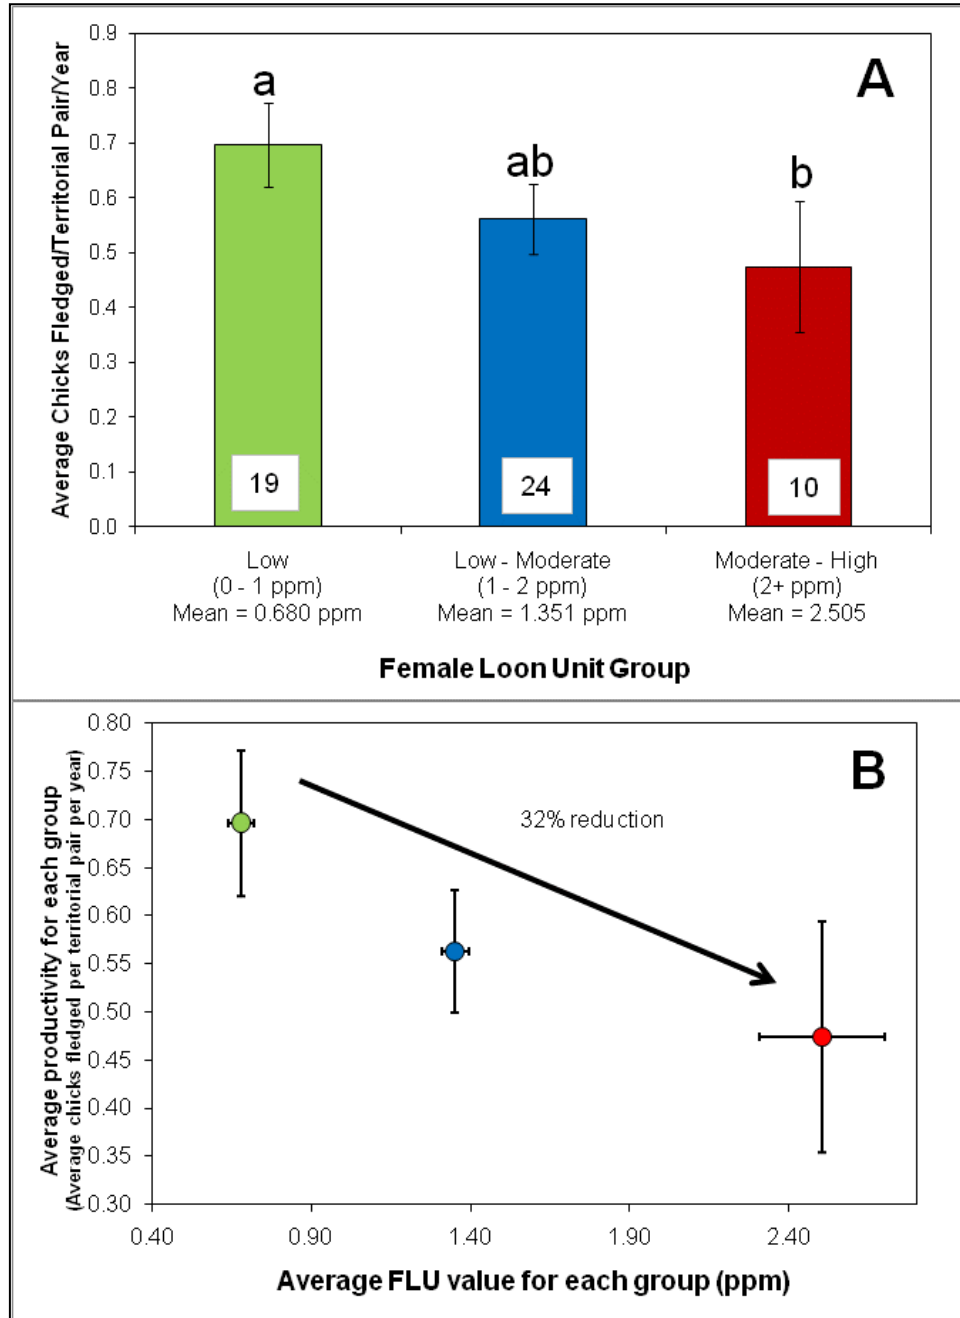 A
Average Chicks Fledged/Territorial Pair/Year
0.9
0.8
0.7
0.6
0.5
0.4
0.3
0.2
0.1
0.0
a
ab
b
19
24
10
Low
(0 - 1 ppm)
Mean = 0.680 ppm
Low - Moderate
(1 - 2 ppm)
Mean = 1.351 ppm
Moderate - High
(2+ ppm)
Mean = 2.505
Female Loon Unit Group
B
Average productivity for each group
(Average chicks fledged per territorial pair per year)
0.80
0.75
0.70
0.65
0.60
0.55
0.50
0.45
0.40
0.35
0.30
32% reduction
0.40
0.90
1.40
1.90
2.40
Average FLU value for each group (ppm)